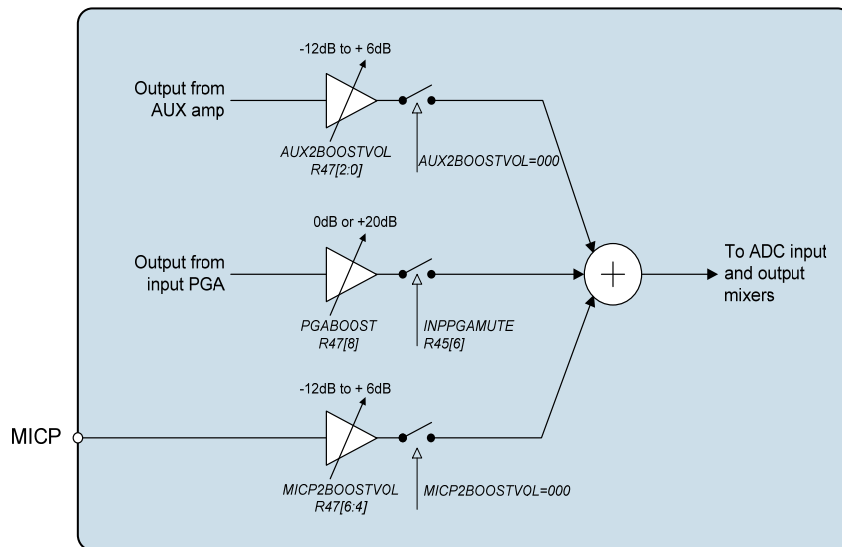 -12dB to + 6dB
Output from
AUX amp
AUX2BOOSTVOL
R47[2:0]
AUX2BOOSTVOL=000
0dB or +20dB
Output from
input PGA
PGABOOST
R47[8]
INPPGAMUTE
R45[6]
+
To ADC input
and output
mixers
-12dB to + 6dB
MICP
MICP2BOOSTVOL
R47[6:4]
MICP2BOOSTVOL=000